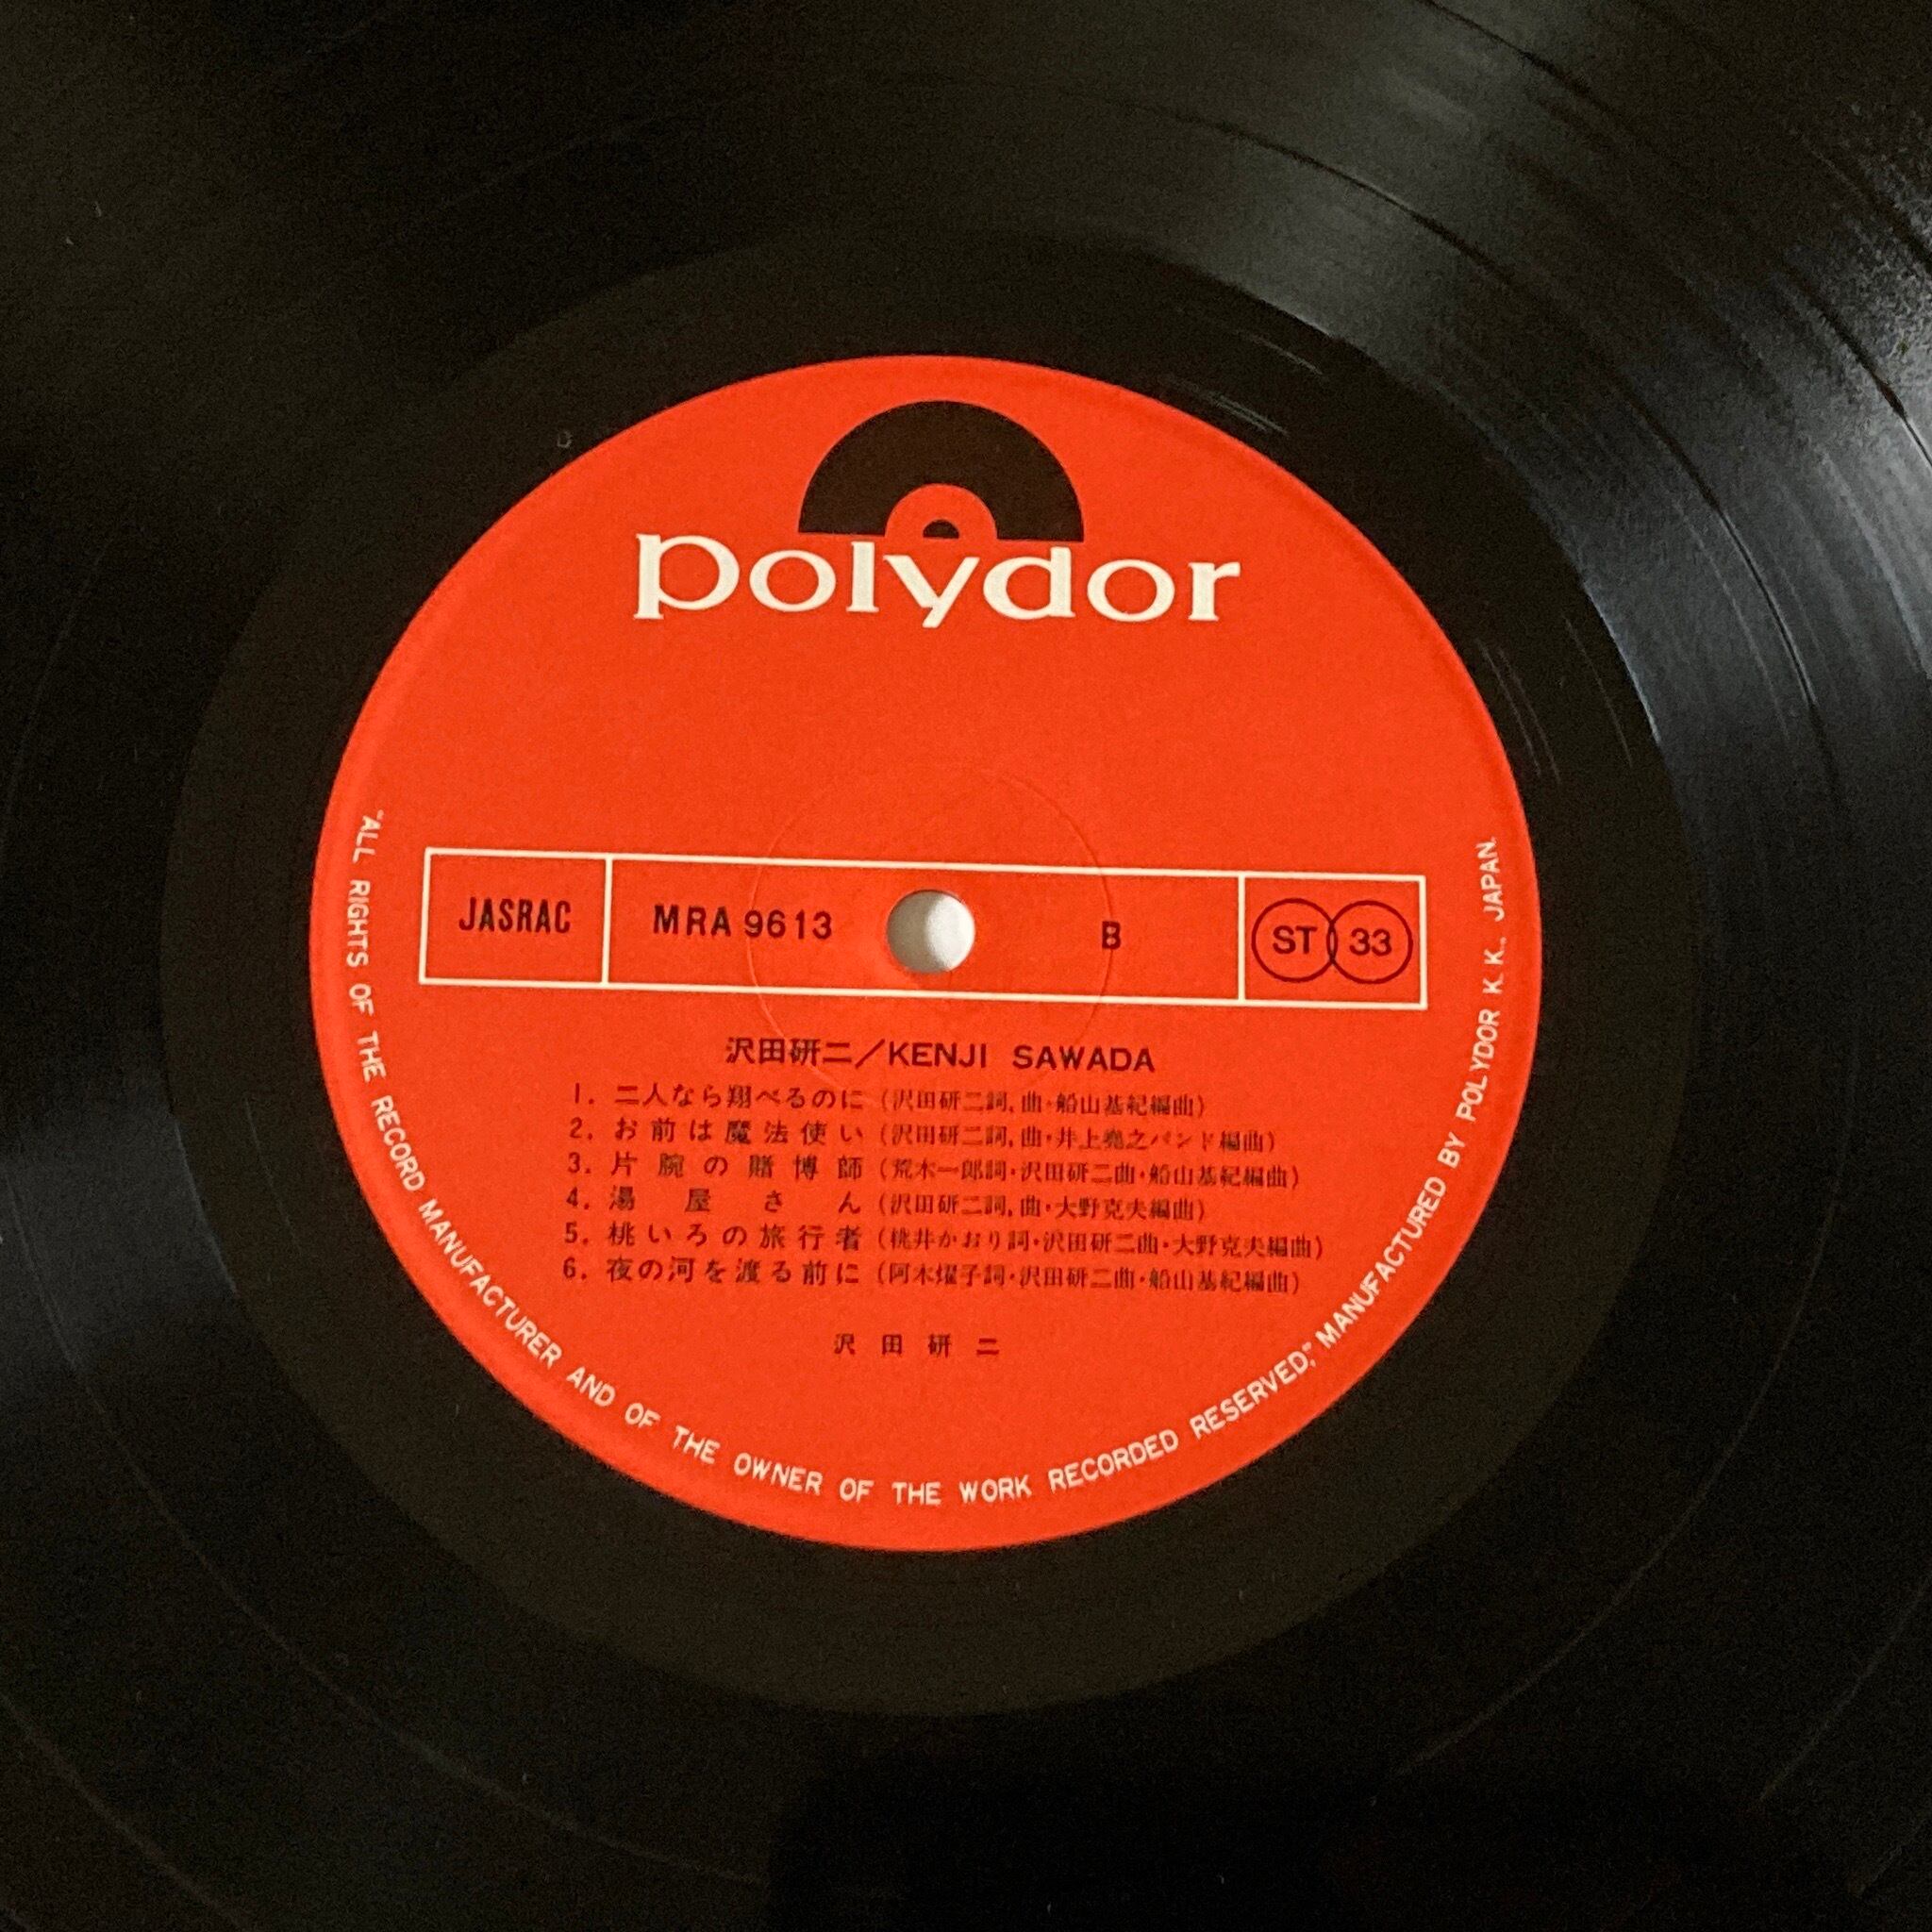 polydor
JASRAC MRA 9613 B ST 33
沢田研二／KENJI SAWADA
1. 二人なら翔べるのに (沢田研二詞, 曲・船山基紀編曲)
2. お前は魔法使い (沢田研二詞, 曲・井上堯之バンド編曲)
3. 片腕の賭博師 (荒木一郎詞・沢田研二曲・船山基紀編曲)
4. 湯屋さん (沢田研二詞, 曲・大野克夫編曲)
5. 桃いろの旅行者 (桃井かおり詞・沢田研二曲・大野克夫編曲)
6. 夜の河を渡る前に (阿木燿子詞・沢田研二曲・船山基紀編曲)
沢田研二
"ALL RIGHTS OF THE RECORD MANUFACTURER AND OF THE OWNER OF THE WORK RECORDED RESERVED," MANUFACTURED BY POLYDOR K.K., JAPAN.